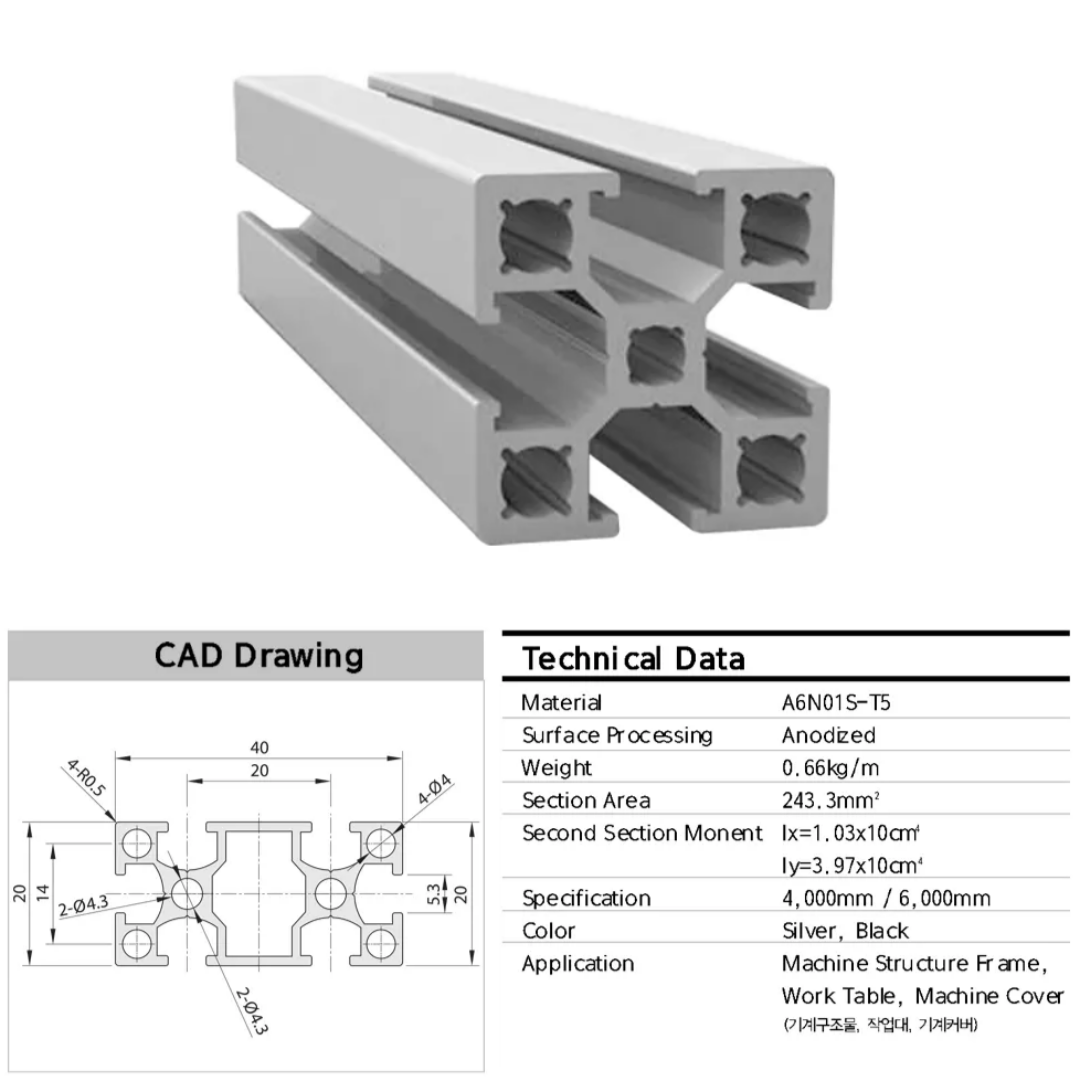 CAD Drawing
40
20
4-R0.5
4-Ø4
20
14
2-Ø4.3
5.3
20
2-Ø4.3
Technical Data
Material A6N01S-T5
Surface Processing Anodized
Weight 0.66kg/m
Section Area 243.3mm²
Second Section Monent Ix=1.03x10cm⁴
Iy=3.97x10cm⁴
Specification 4,000mm / 6,000mm
Color Silver, Black
Application Machine Structure Frame,
Work Table, Machine Cover
(기계구조물, 작업대, 기계커버)